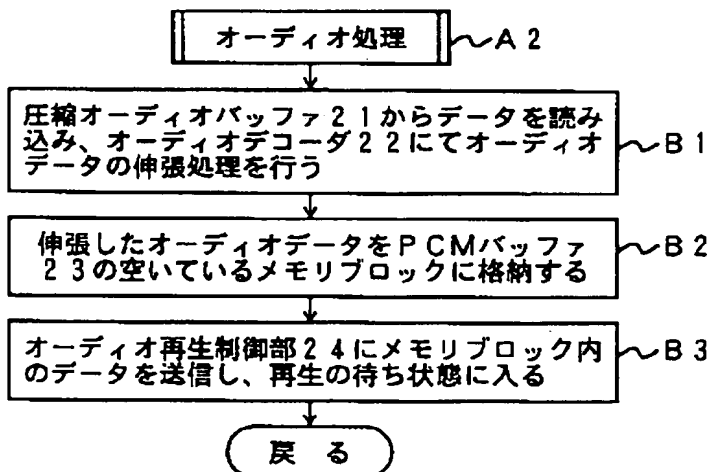 オーディオ処理 A2
圧縮オーディオバッファ21からデータを読み
込み、オーディオデコーダ22にてオーディオ
データの伸張処理を行う
B1
伸張したオーディオデータをPCMバッファ
23の空いているメモリブロックに格納する
B2
オーディオ再生制御部24にメモリブロック内
のデータを送信し、再生の待ち状態に入る
B3
戻る